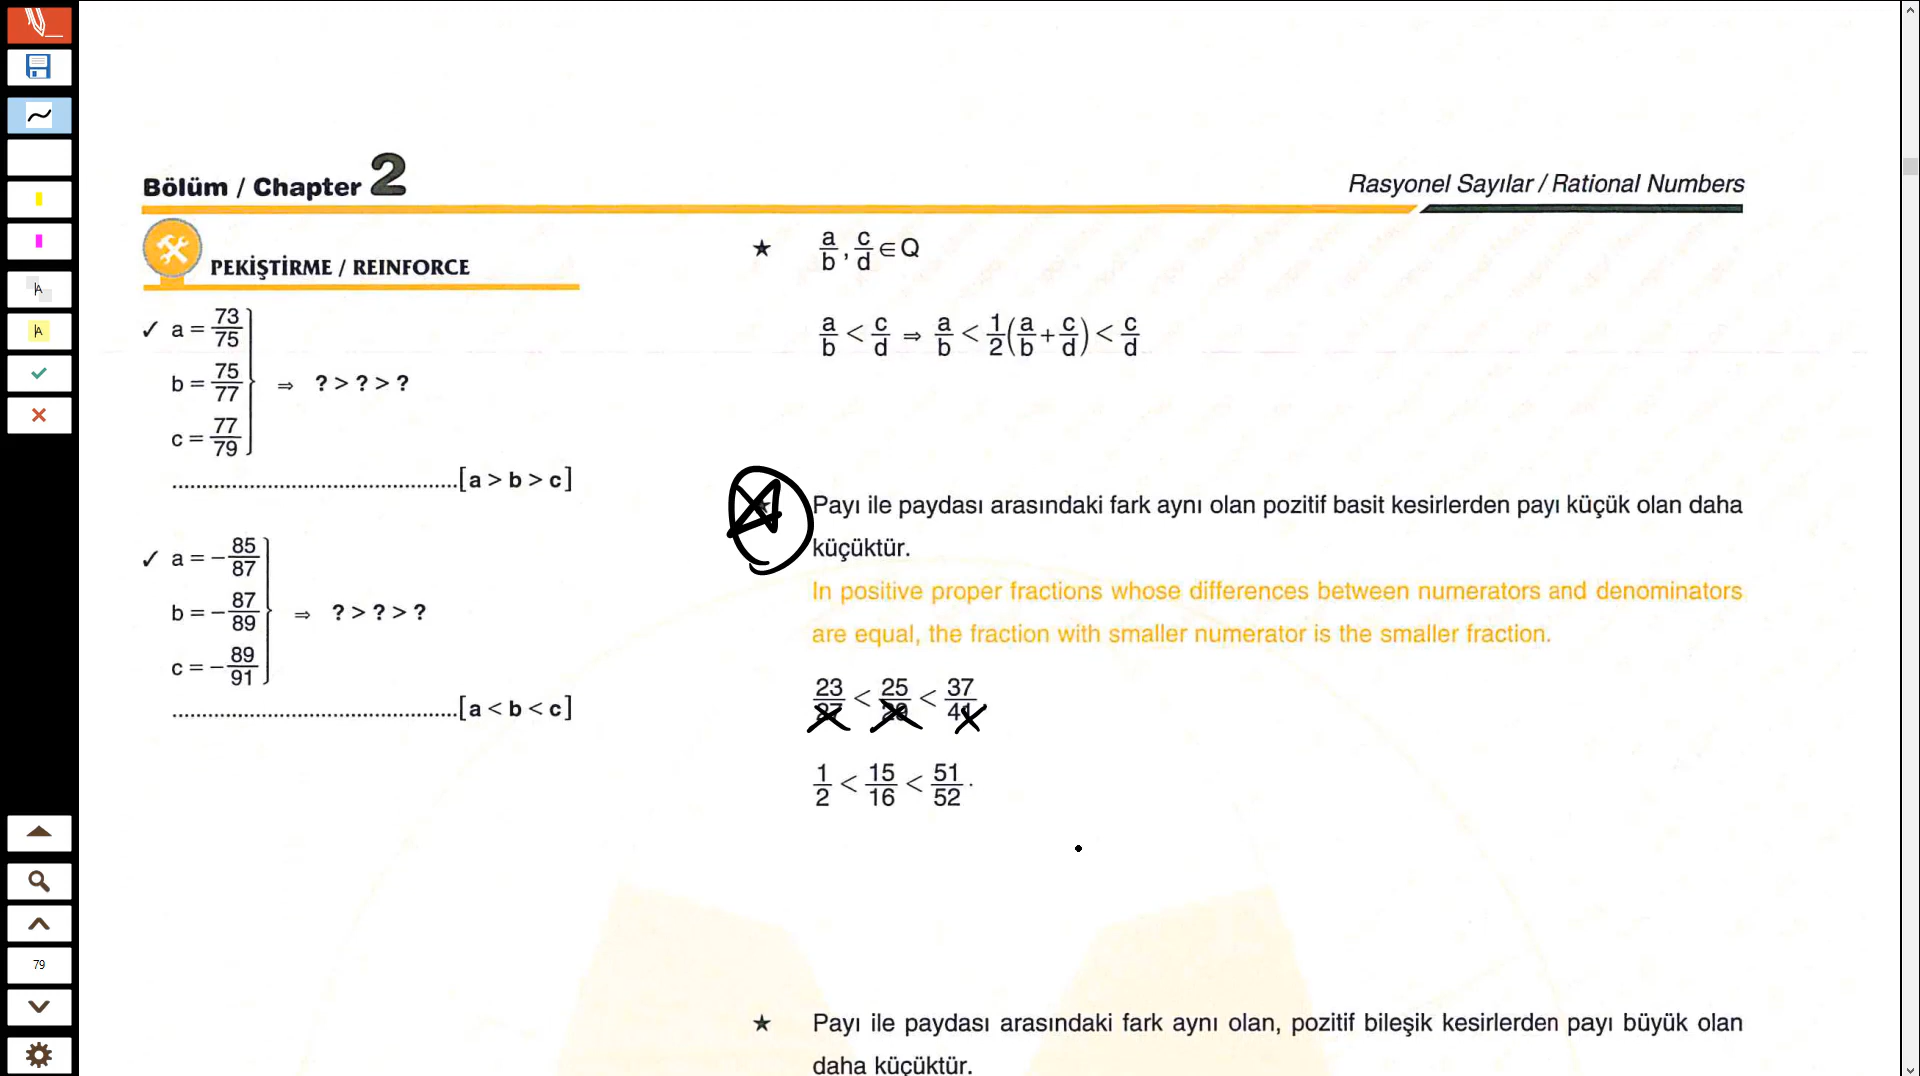 Bölüm / Chapter 2
Rasyonel Sayılar / Rational Numbers
PEKİŞTİRME / REINFORCE
✓ a = 73/75
b = 75/77 ⇒ ? > ? > ?
c = 77/79
................................................[a > b > c]
✓ a = −85/87
b = −87/89 ⇒ ? > ? > ?
c = −89/91
................................................[a < b < c]
★ a/b , c/d ∈ Q
a/b < c/d ⇒ a/b < 1/2(a/b + c/d) < c/d
Payı ile paydası arasındaki fark aynı olan pozitif basit kesirlerden payı küçük olan daha
küçüktür.
In positive proper fractions whose differences between numerators and denominators
are equal, the fraction with smaller numerator is the smaller fraction.
23/27 < 25/29 < 37/41
1/2 < 15/16 < 51/52
★ Payı ile paydası arasındaki fark aynı olan, pozitif bileşik kesirlerden payı büyük olan
daha küçüktür.
A
A
79